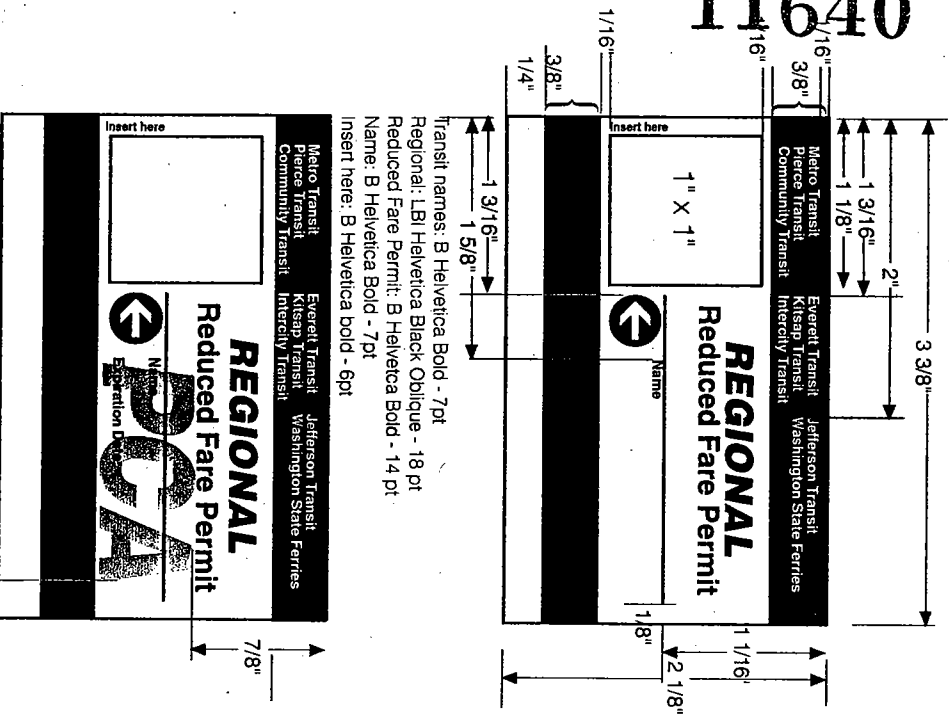 11640
1/16"
1/16"
1/16"
3/8"
3/8"
1/4"
3 3/8"
2"
1 3/16"
1 1/8"
Metro Transit Everett Transit Jefferson Transit
Pierce Transit Kitsap Transit Washington State Ferries
Community Transit Intercity Transit
REGIONAL
Reduced Fare Permit
1" X 1"
Name
Insert here
1 3/16"
1 5/8"
1/8"
1 1/16"
2 1/8"
Transit names: B Helvetica Bold - 7pt
Regional: LBI Helvetica Black Oblique - 18 pt
Reduced Fare Permit: B Helvetca Bold - 14 pt
Name: B Helvetica Bold - 7pt
Insert here: B Helvetica bold - 6pt
Metro Transit Everett Transit Jefferson Transit
Pierce Transit Kitsap Transit Washington State Ferries
Community Transit Intercity Transit
REGIONAL
Reduced Fare Permit
Name
PCA
Expiration Date
Insert here
7/8"